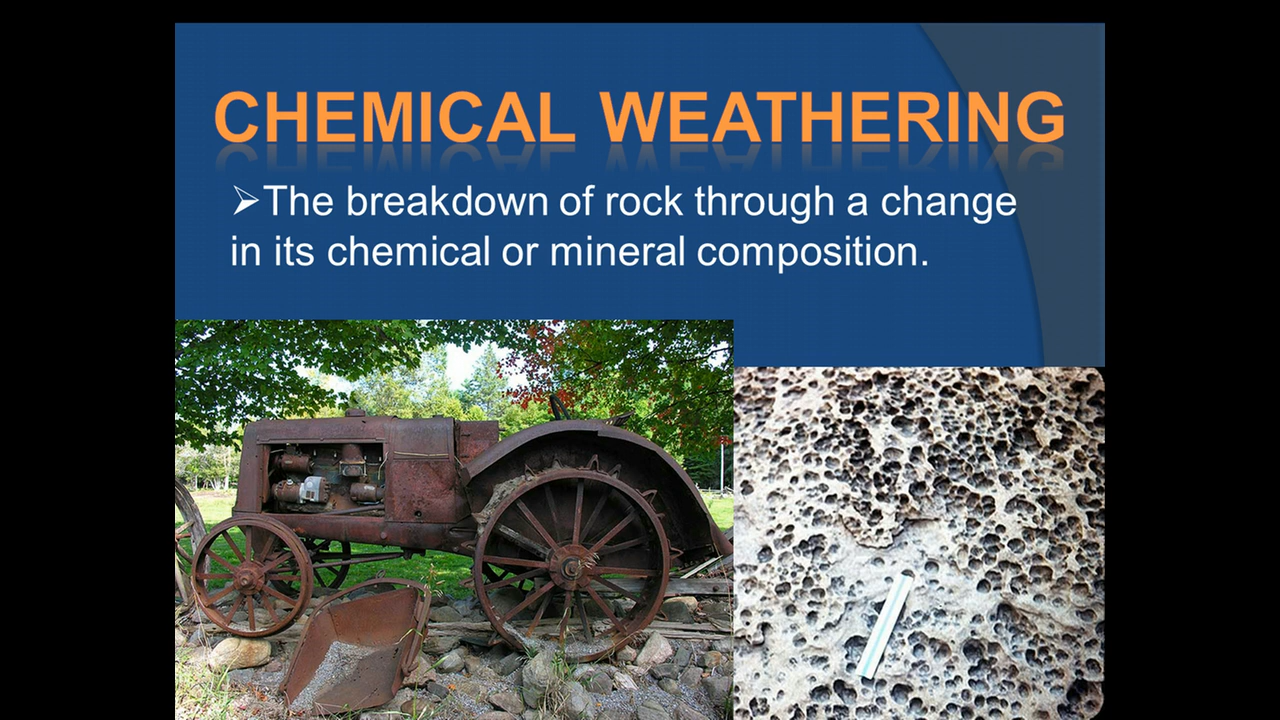 CHEMICAL WEATHERING
➢The breakdown of rock through a change
in its chemical or mineral composition.